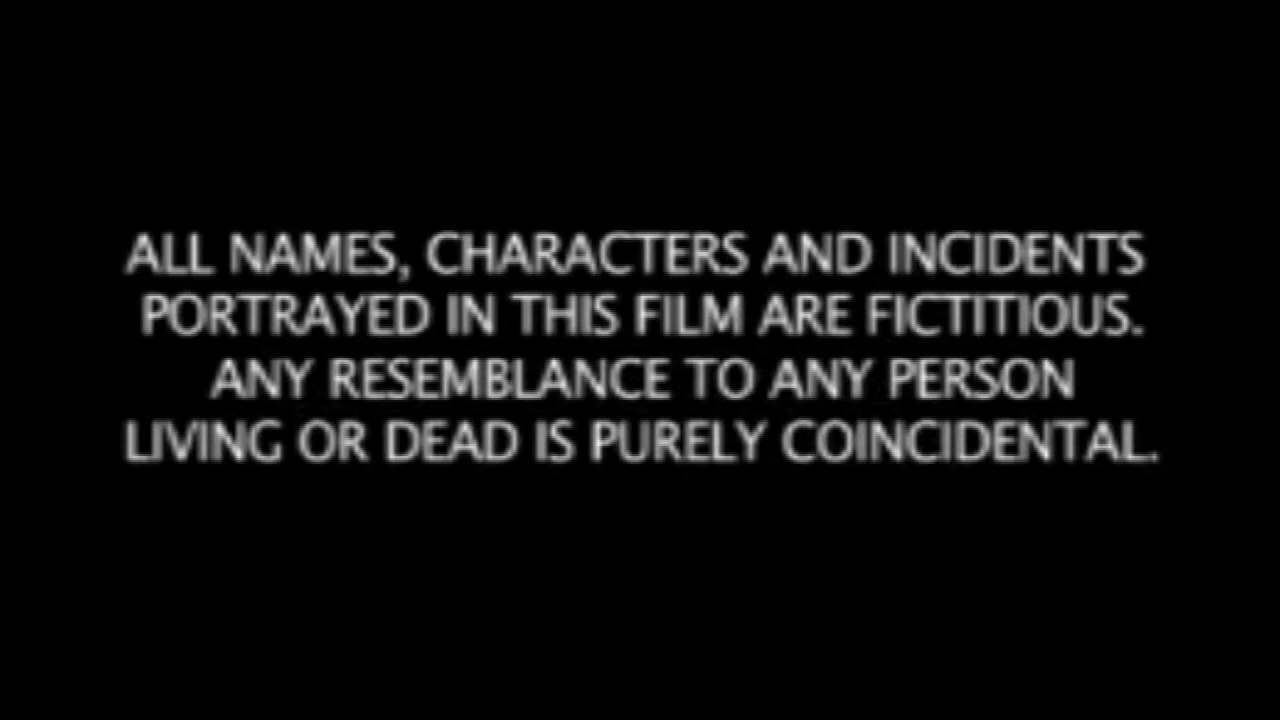 ALL NAMES, CHARACTERS AND INCIDENTS
PORTRAYED IN THIS FILM ARE FICTITIOUS.
ANY RESEMBLANCE TO ANY PERSON
LIVING OR DEAD IS PURELY COINCIDENTAL.